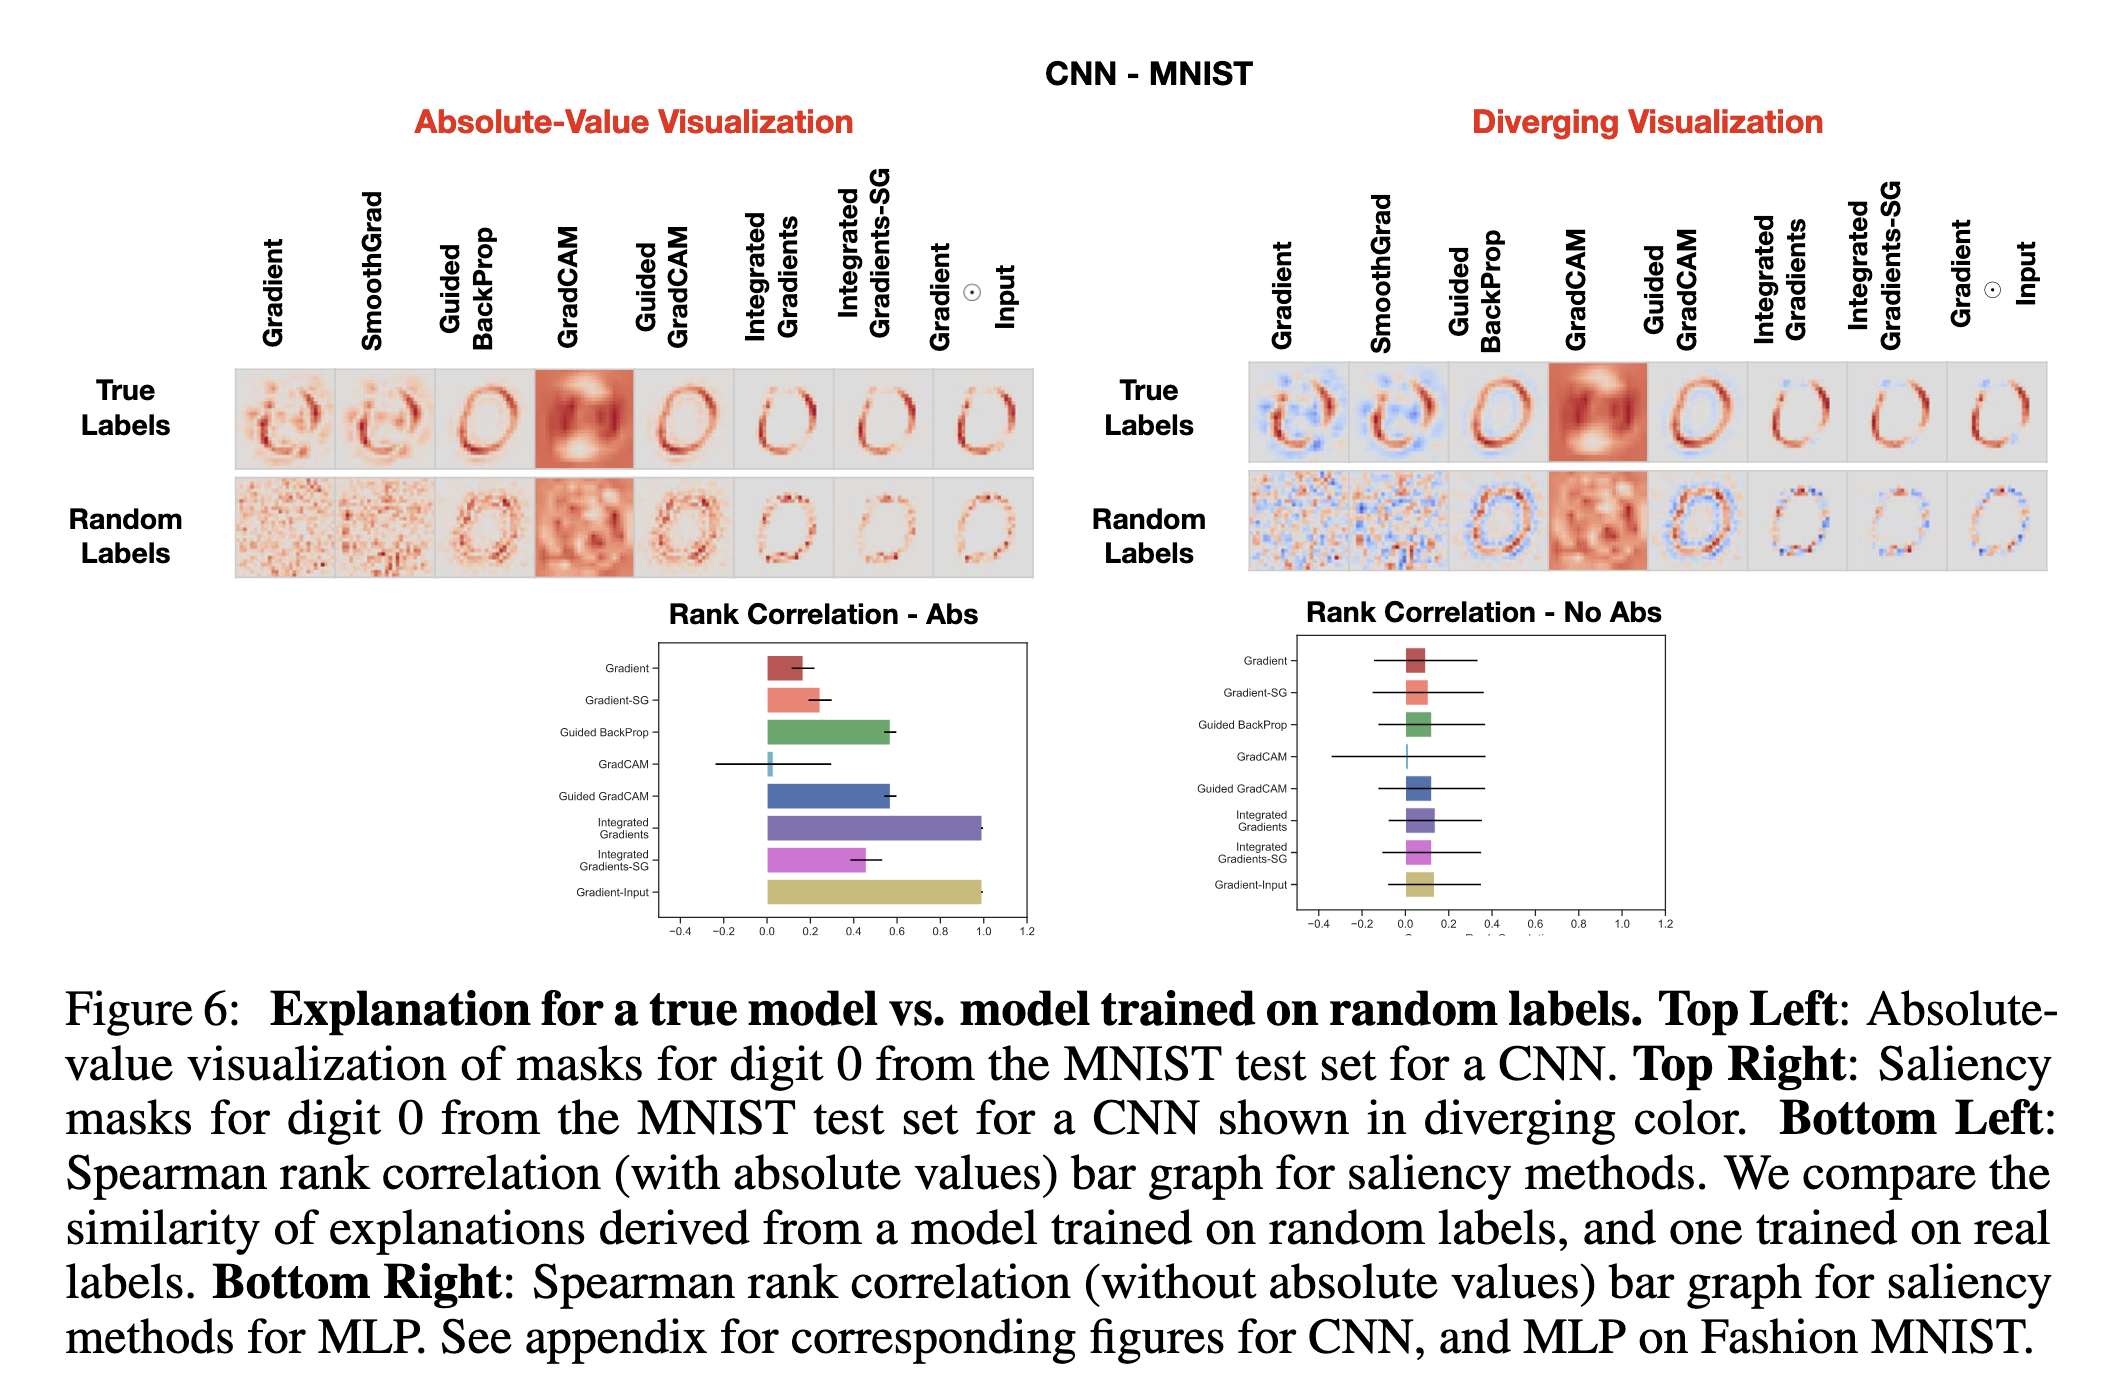 CNN - MNIST
Absolute-Value Visualization
Gradient
SmoothGrad
Guided
BackProp
GradCAM
Guided
GradCAM
Integrated
Gradients
Integrated
Gradients-SG
Gradient
⊙
Input
True
Labels
Random
Labels
Diverging Visualization
Gradient
SmoothGrad
Guided
BackProp
GradCAM
Guided
GradCAM
Integrated
Gradients
Integrated
Gradients-SG
Gradient
⊙
Input
True
Labels
Random
Labels
Rank Correlation - Abs
Gradient
Gradient-SG
Guided BackProp
GradCAM
Guided GradCAM
Integrated
Gradients
Integrated
Gradients-SG
Gradient-Input
−0.4 −0.2 0.0 0.2 0.4 0.6 0.8 1.0 1.2
Rank Correlation - No Abs
Gradient
Gradient-SG
Guided BackProp
GradCAM
Guided GradCAM
Integrated
Gradients
Integrated
Gradients-SG
Gradient-Input
−0.4 −0.2 0.0 0.2 0.4 0.6 0.8 1.0 1.2
Figure 6: Explanation for a true model vs. model trained on random labels. Top Left: Absolute-
value visualization of masks for digit 0 from the MNIST test set for a CNN. Top Right: Saliency
masks for digit 0 from the MNIST test set for a CNN shown in diverging color. Bottom Left:
Spearman rank correlation (with absolute values) bar graph for saliency methods. We compare the
similarity of explanations derived from a model trained on random labels, and one trained on real
labels. Bottom Right: Spearman rank correlation (without absolute values) bar graph for saliency
methods for MLP. See appendix for corresponding figures for CNN, and MLP on Fashion MNIST.